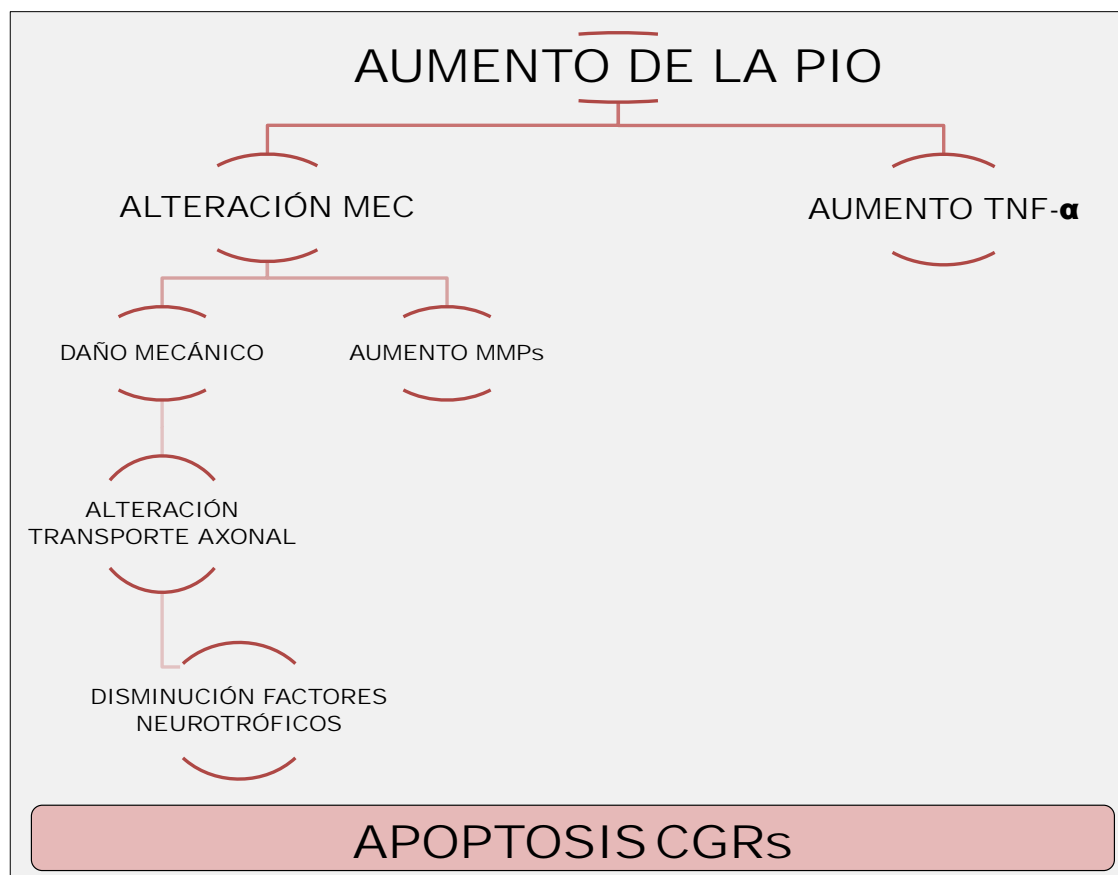 AUMENTO DE LA PIO
ALTERACIÓN MEC
AUMENTO TNF-α
DAÑO MECÁNICO
AUMENTO MMPs
ALTERACIÓN
TRANSPORTE AXONAL
DISMINUCIÓN FACTORES
NEUROTRÓFICOS
APOPTOSIS CGRs